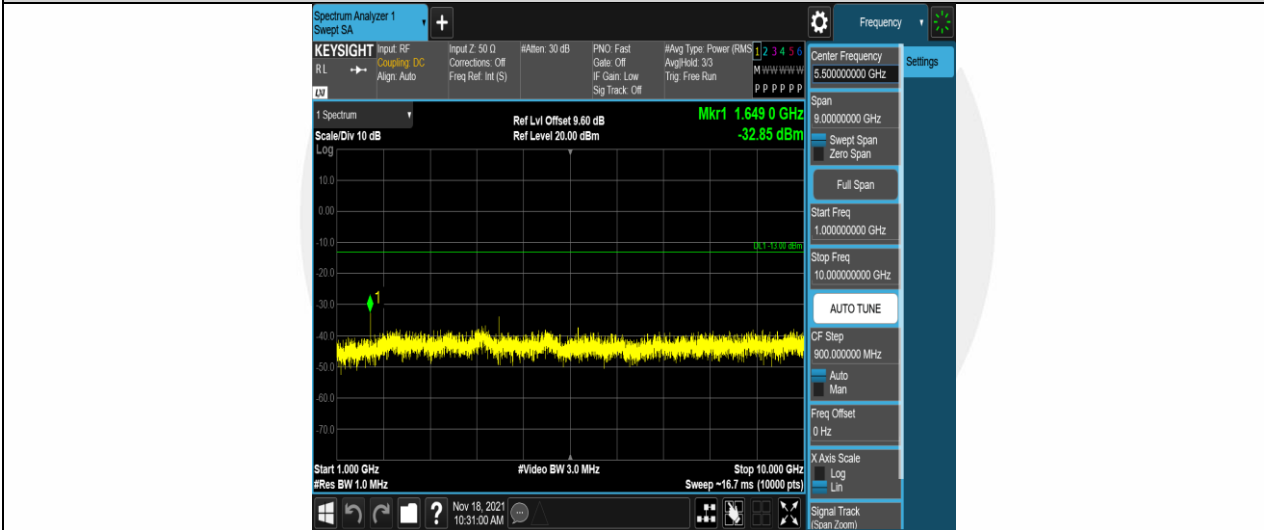 Spectrum Analyzer 1
Swept SA
+
Frequency
KEYSIGHT
RL
LXI
Input: RF
Coupling: DC
Align: Auto
Input Z: 50 Ω
Corrections: Off
Freq Ref: Int (S)
#Atten: 30 dB
PNO: Fast
Gate: Off
IF Gain: Low
Sig Track: Off
#Avg Type: Power (RMS
Avg|Hold: 3/3
Trig: Free Run
1 2 3 4 5 6
M W W W W W
P P P P P P
1 Spectrum
Scale/Div 10 dB
Ref Lvl Offset 9.60 dB
Ref Level 20.00 dBm
Mkr1 1.649 0 GHz
-32.85 dBm
Log
10.0
0.00
-10.0
DL1 -13.00 dBm
-20.0
-30.0
1
-40.0
-50.0
-60.0
-70.0
Start 1.000 GHz
#Res BW 1.0 MHz
#Video BW 3.0 MHz
Stop 10.000 GHz
Sweep ~16.7 ms (10000 pts)
?
Nov 18, 2021
10:31:00 AM
Center Frequency
5.500000000 GHz
Settings
Span
9.00000000 GHz
Swept Span
Zero Span
Full Span
Start Freq
1.000000000 GHz
Stop Freq
10.000000000 GHz
AUTO TUNE
CF Step
900.000000 MHz
Auto
Man
Freq Offset
0 Hz
X Axis Scale
Log
Lin
Signal Track
(Span Zoom)